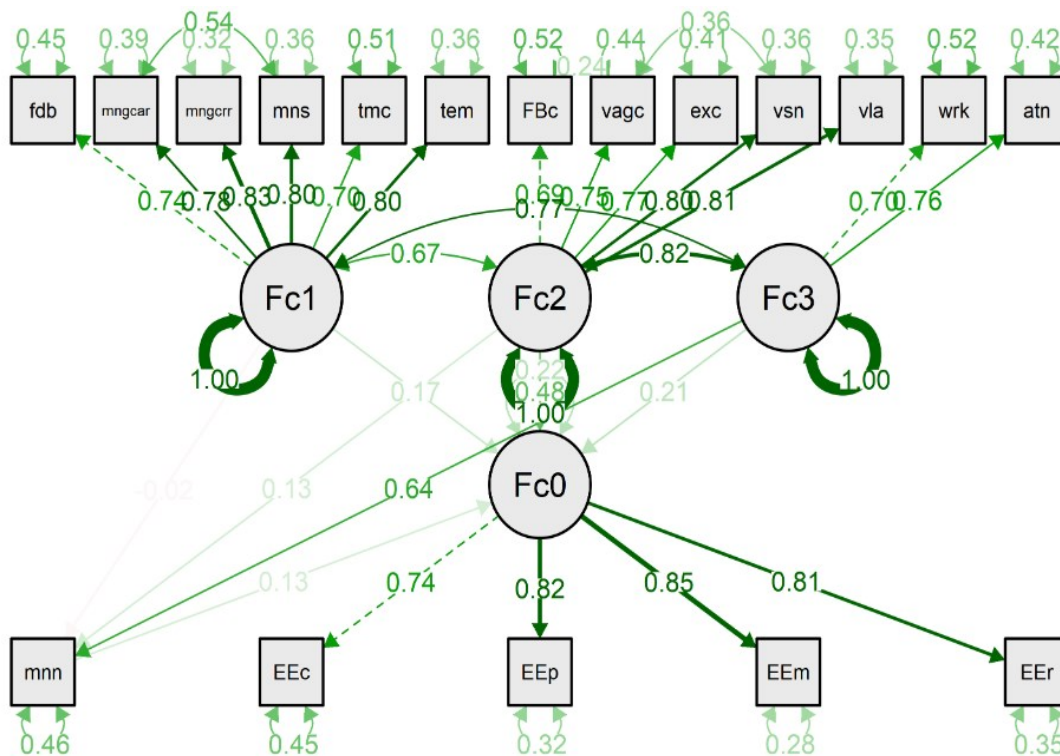 0.45 0.39 0.54 0.32 0.36 0.51 0.36 0.52 0.24 0.44 0.36 0.41 0.36 0.35 0.52 0.42
fdb mngcar mngcrr mns tmc tem FBc vagc exc vsn vla wrk atn
0.74 0.78 0.83 0.80 0.70 0.80 0.69 0.75 0.77 0.80 0.81 0.70 0.76
0.77
0.67 0.82
Fc1 Fc2 Fc3
1.00 0.17 0.22 0.48 1.00 0.21 1.00
Fc0
-0.02 0.13 0.64
0.13 0.74 0.82 0.85 0.81
mnn EEc EEp EEm EEr
0.46 0.45 0.32 0.28 0.35